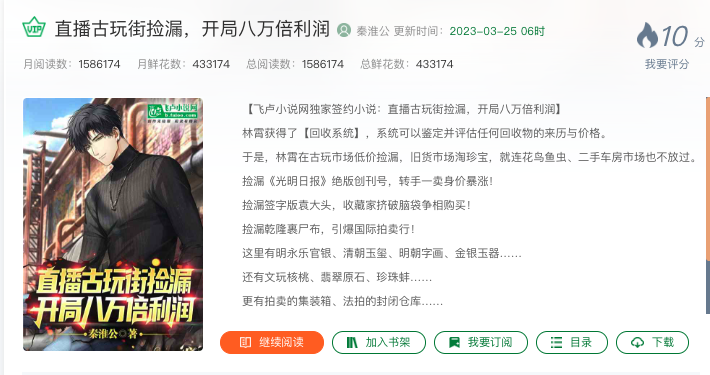 VIP 直播古玩街捡漏，开局八万倍利润 秦淮公 更新时间：2023-03-25 06时
10 分
月阅读数：1586174 月鲜花数：433174 总阅读数：1586174 总鲜花数：433174
我要评分
飞卢小说网
b.faloo.com
【飞卢小说网独家签约小说：直播古玩街捡漏，开局八万倍利润】
林霄获得了【回收系统】，系统可以鉴定并评估任何回收物的来历与价格。
于是，林霄在古玩市场低价捡漏，旧货市场淘珍宝，就连花鸟鱼虫、二手车房市场也不放过。
捡漏《光明日报》绝版创刊号，转手一卖身价暴涨！
捡漏签字版袁大头，收藏家挤破脑袋争相购买！
捡漏乾隆裹尸布，引爆国际拍卖行！
这里有明永乐官银、清朝玉玺、明朝字画、金银玉器……
还有文玩核桃、翡翠原石、珍珠蚌……
更有拍卖的集装箱、法拍的封闭仓库……
直播古玩街捡漏
开局八万倍利润
秦淮公 著
继续阅读 加入书架 我要订阅 目录 下载